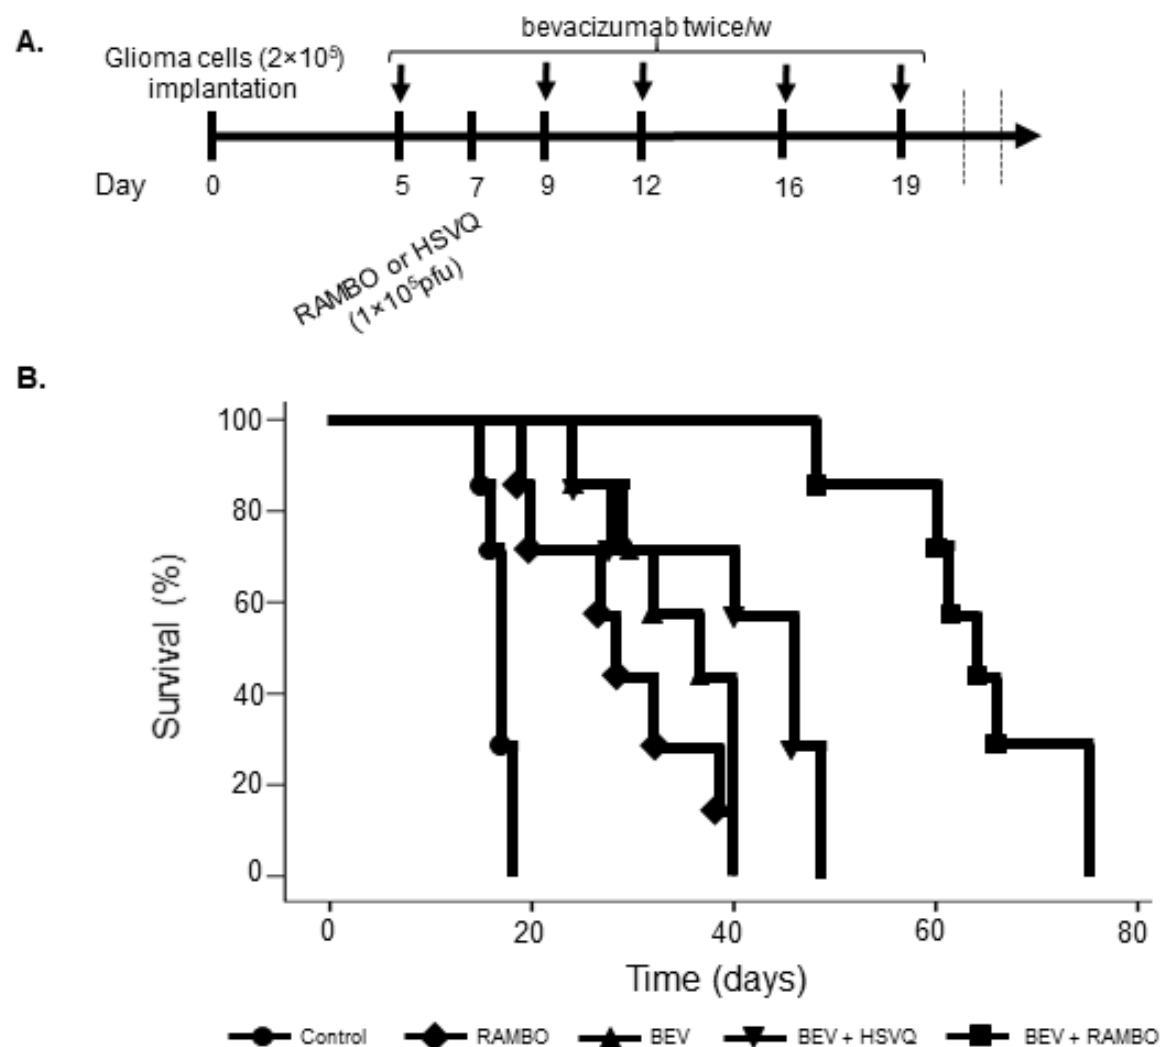 A.
bevacizumab twice/w
Glioma cells (2×10⁵)
implantation
Day 0 5 7 9 12 16 19
RAMBO or HSVQ
(1×10⁵pfu)
B.
100
80
60
40
20
0
Survival (%)
0 20 40 60 80
Time (days)
Control RAMBO BEV BEV + HSVQ BEV + RAMBO